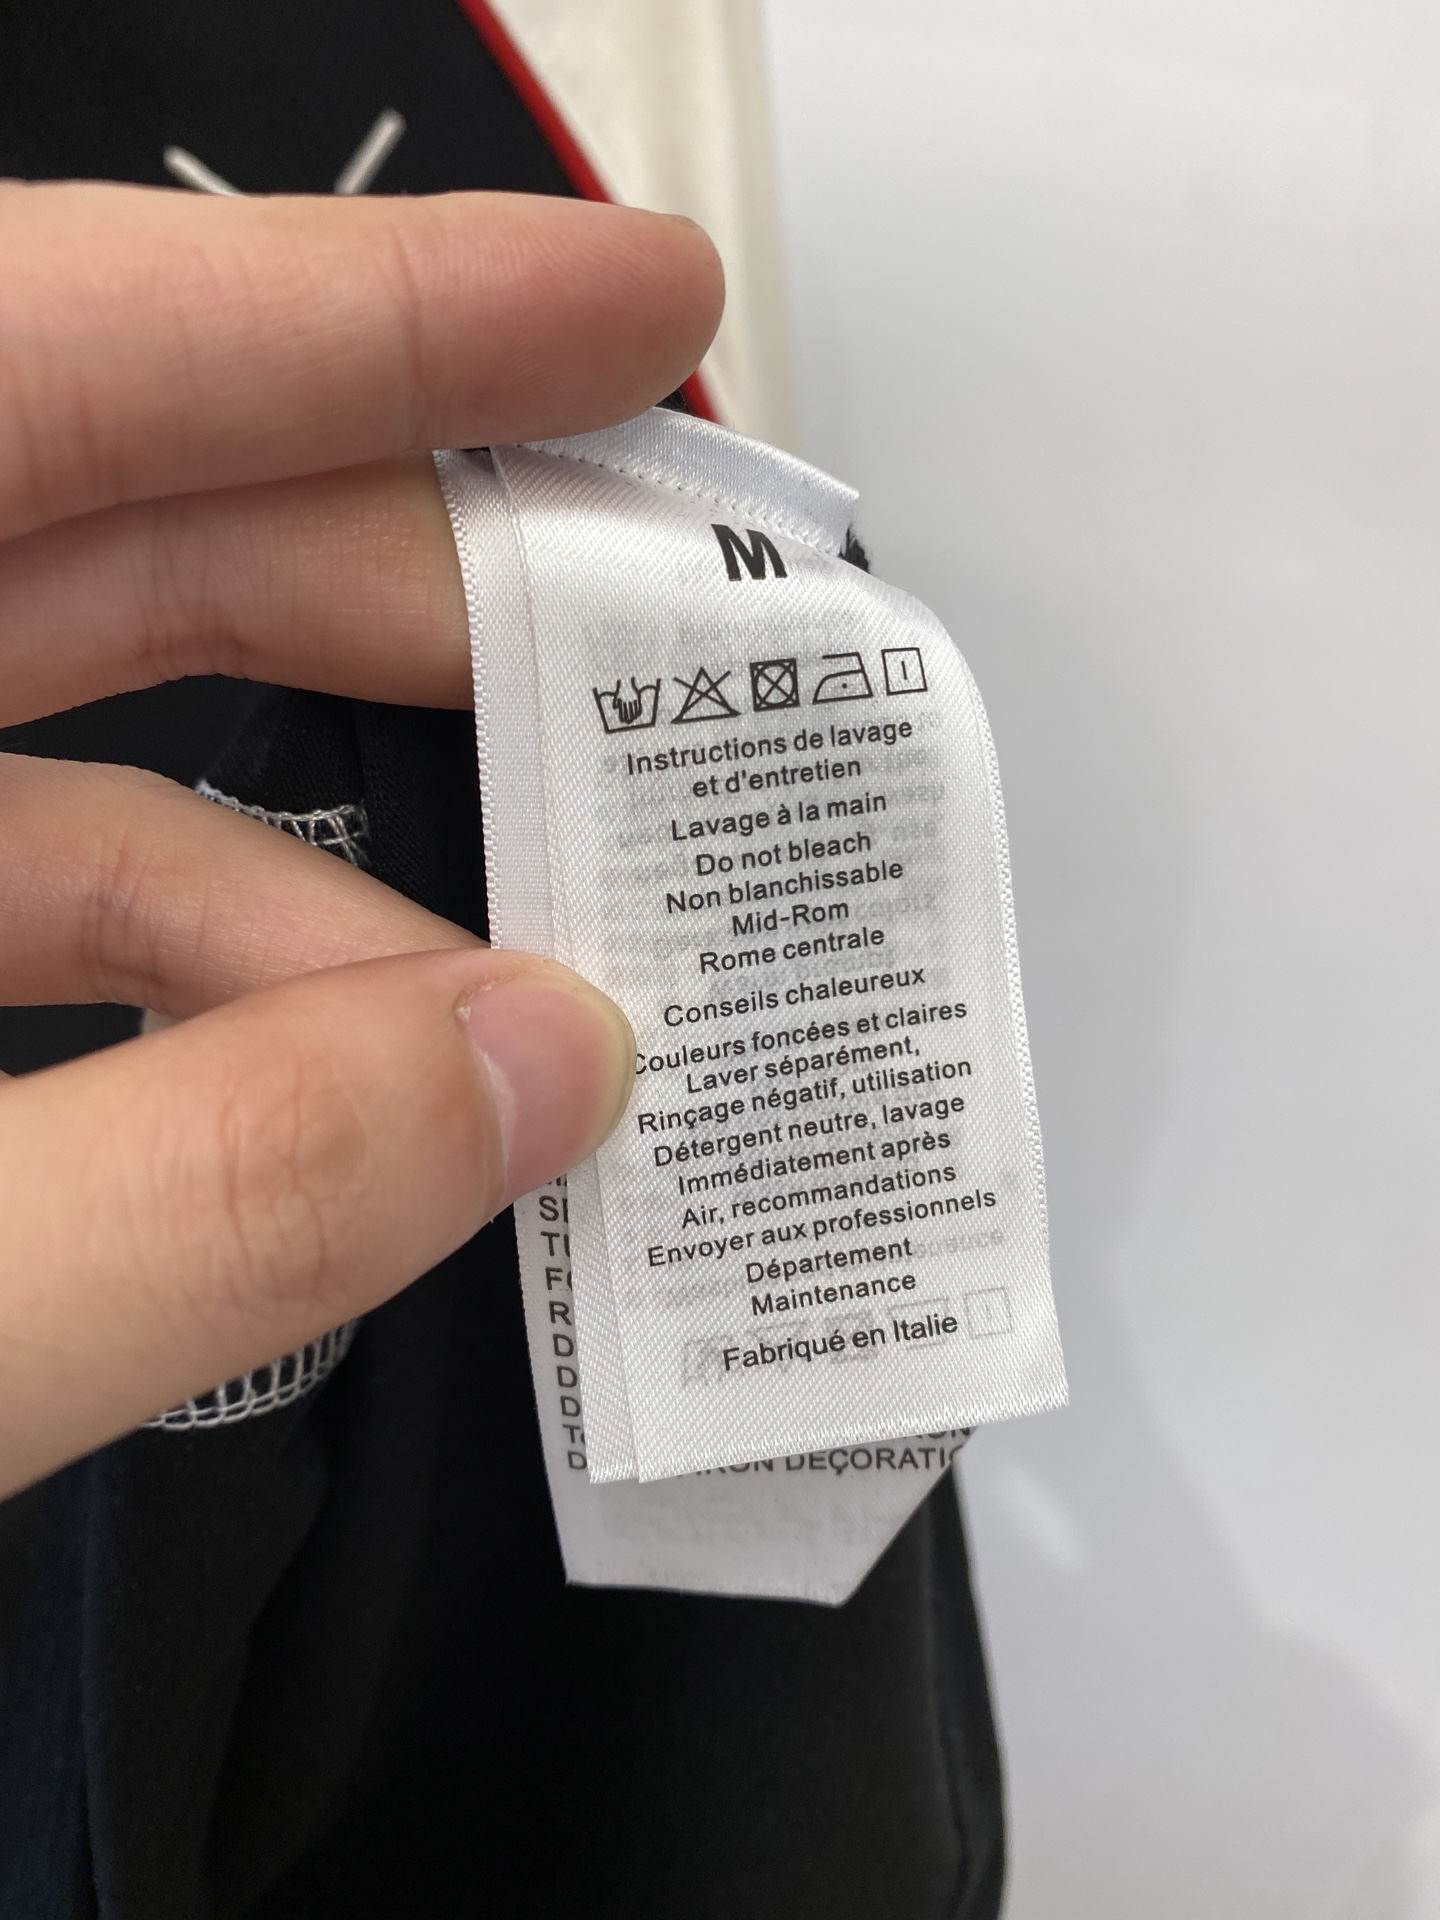 M
Instructions de lavage
et d'entretien
Lavage à la main
Do not bleach
Non blanchissable
Mid-Rom
Rome centrale
Conseils chaleureux
Couleurs foncées et claires
Laver séparément,
Rinçage négatif, utilisation
Détergent neutre, lavage
Immédiatement après
Air, recommandations
Envoyer aux professionnels
Département
Maintenance
Fabriqué en Italie
R
D
D
D
D DEÇORATI